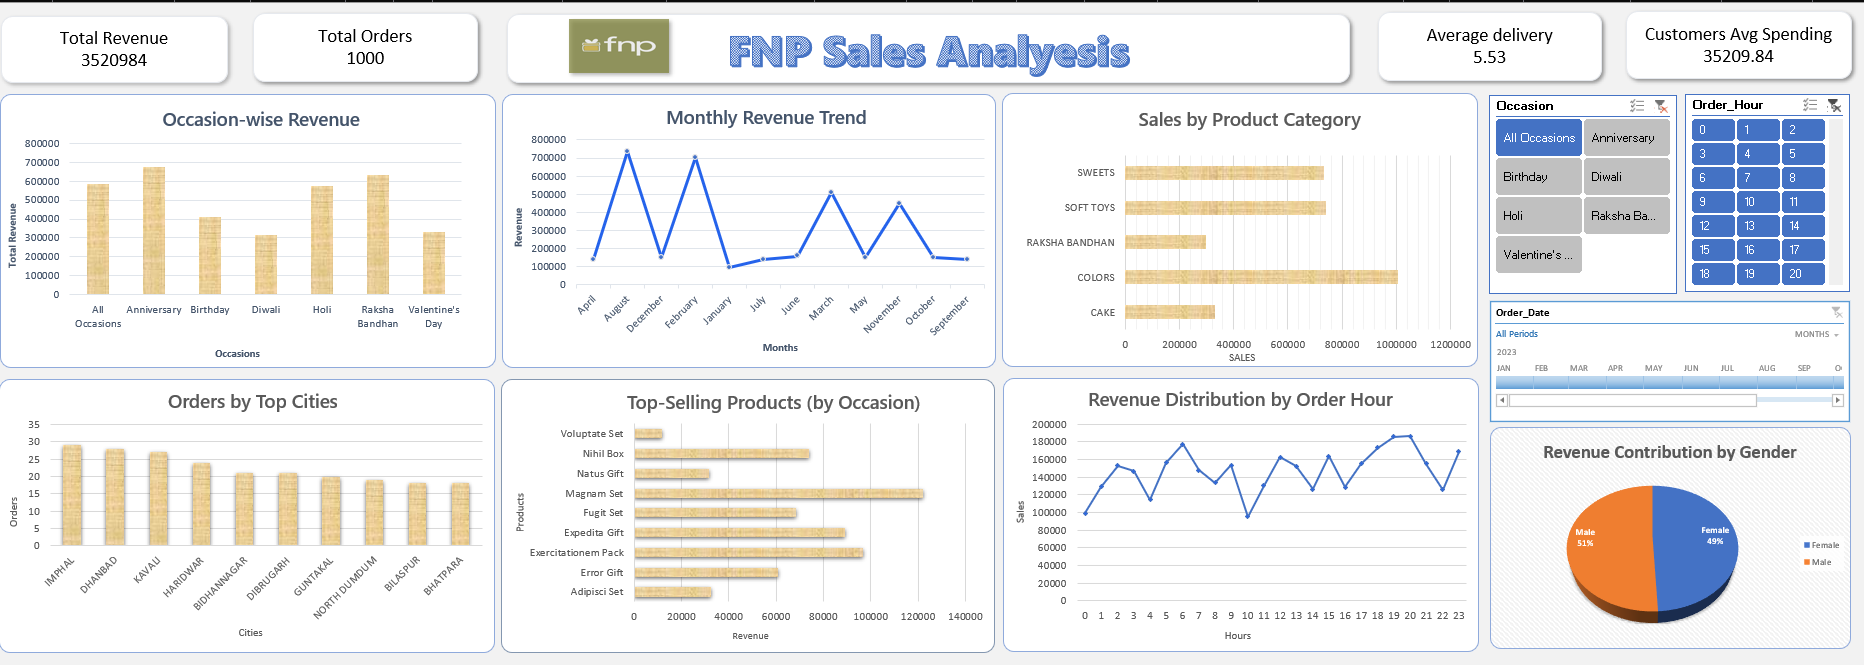 Total Revenue
3520984
Total Orders
1000
fnp
FNP Sales Analyesis
Average delivery
5.53
Customers Avg Spending
35209.84
Occasion-wise Revenue
800000
700000
600000
500000
400000
300000
200000
100000
0
Total Revenue
All Occasions
Anniversary
Birthday
Diwali
Holi
Raksha Bandhan
Valentine's Day
Occasions
Monthly Revenue Trend
800000
700000
600000
500000
400000
300000
200000
100000
0
Revenue
April
August
December
February
January
July
June
March
May
November
October
September
Months
Sales by Product Category
SWEETS
SOFT TOYS
RAKSHA BANDHAN
COLORS
CAKE
0 200000 400000 600000 800000 1000000 1200000
SALES
Occasion
All Occasions
Anniversary
Birthday
Diwali
Holi
Raksha Ba...
Valentine's ...
Order_Hour
0 1 2
3 4 5
6 7 8
9 10 11
12 13 14
15 16 17
18 19 20
Order_Date
All Periods
MONTHS
2023
JAN FEB MAR APR MAY JUN JUL AUG SEP
Orders by Top Cities
35
30
25
20
15
10
5
0
Orders
IMPHAL
DHANBAD
KAVALI
HARIDWAR
BIDHANNAGAR
DIBRUGARH
GUNTAKAL
NORTH DUMDUM
BILASPUR
BHATPARA
Cities
Top-Selling Products (by Occasion)
Products
Voluptate Set
Nihil Box
Natus Gift
Magnam Set
Fugit Set
Expedita Gift
Exercitationem Pack
Error Gift
Adipisci Set
0 20000 40000 60000 80000 100000 120000 140000
Revenue
Revenue Distribution by Order Hour
200000
180000
160000
140000
120000
100000
80000
60000
40000
20000
0
Sales
0 1 2 3 4 5 6 7 8 9 10 11 12 13 14 15 16 17 18 19 20 21 22 23
Hours
Revenue Contribution by Gender
Male
51%
Female
49%
Female
Male